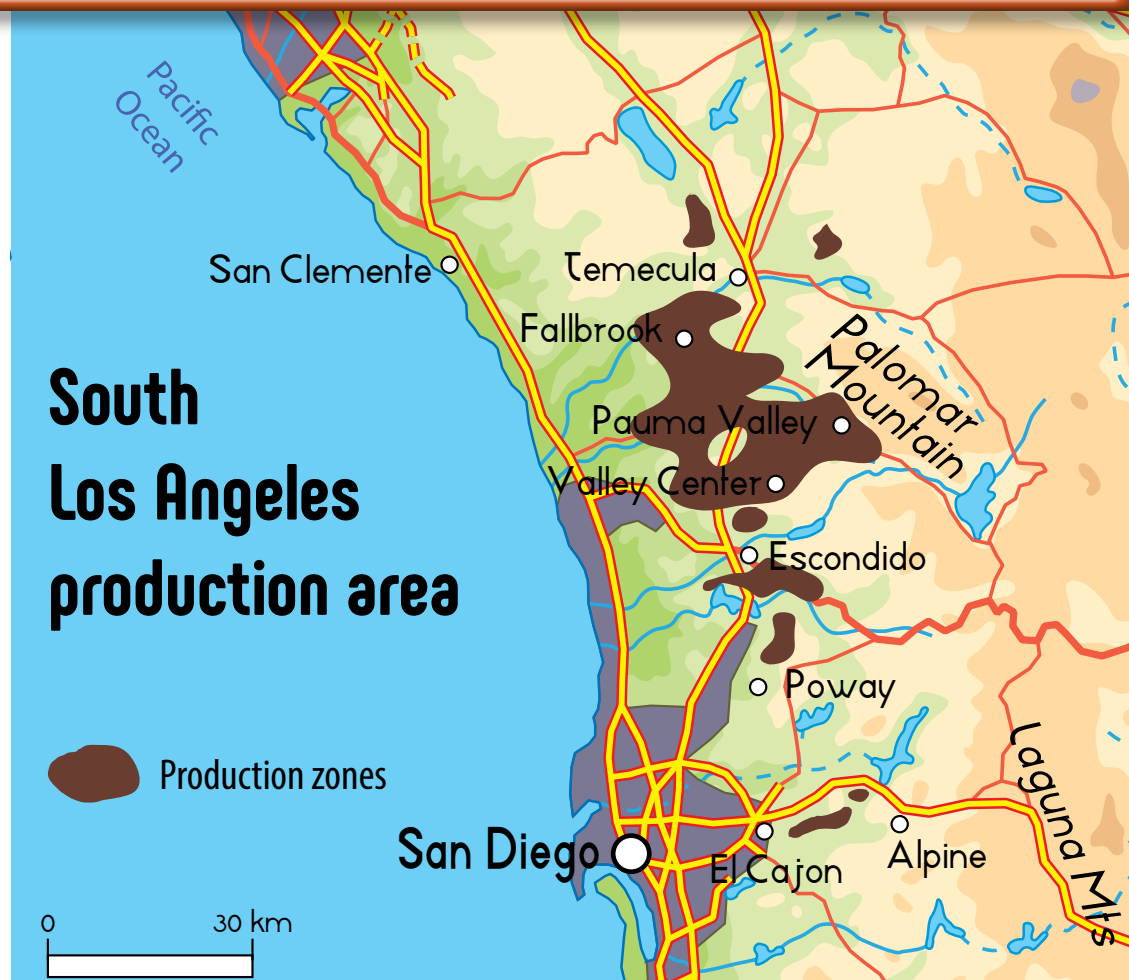 Pacific
Ocean
San Clemente
Temecula
Fallbrook
Palomar
Mountain
South
Los Angeles
production area
Pauma Valley
Valley Center
Escondido
Poway
Production zones
Laguna Mts
San Diego
El Cajon
Alpine
0 30 km